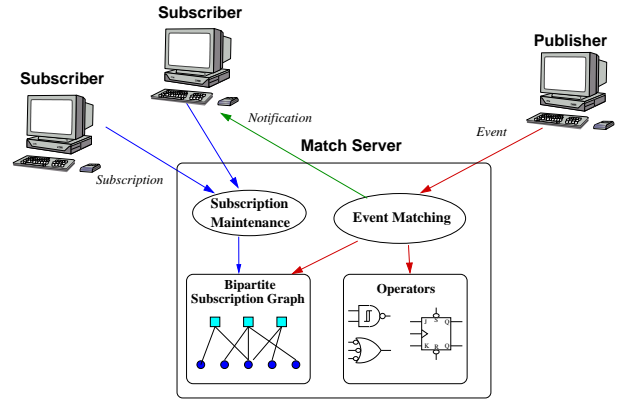 Subscriber
Publisher
Subscriber
Notification
Event
Match Server
Subscription
Subscription
Maintenance
Event Matching
Bipartite
Subscription Graph
Operators
J S Q
K R Q